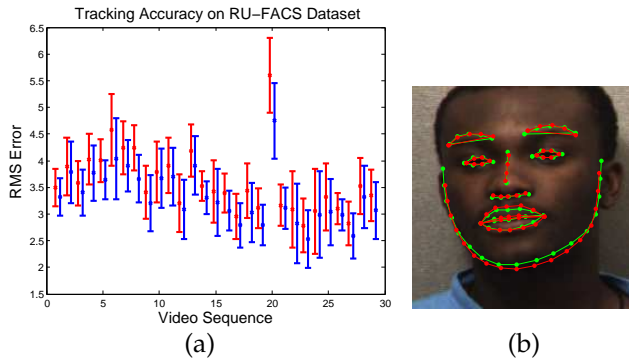 Tracking Accuracy on RU-FACS Dataset
6.5
6
5.5
5
4.5
4
3.5
3
2.5
2
1.5
RMS Error
0 5 10 15 20 25 30
Video Sequence
(a) (b)